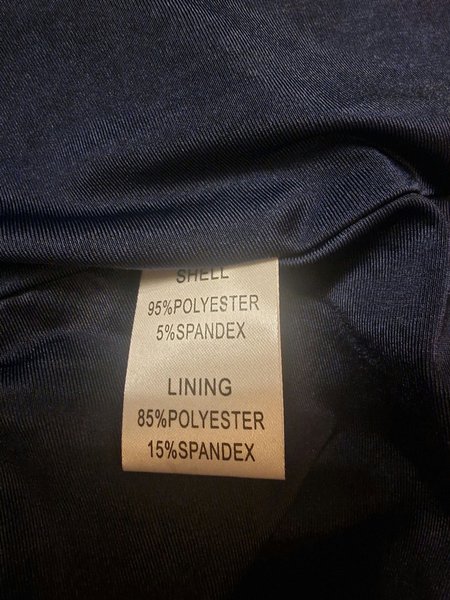 SHELL
95%POLYESTER
5%SPANDEX
LINING
85%POLYESTER
15%SPANDEX